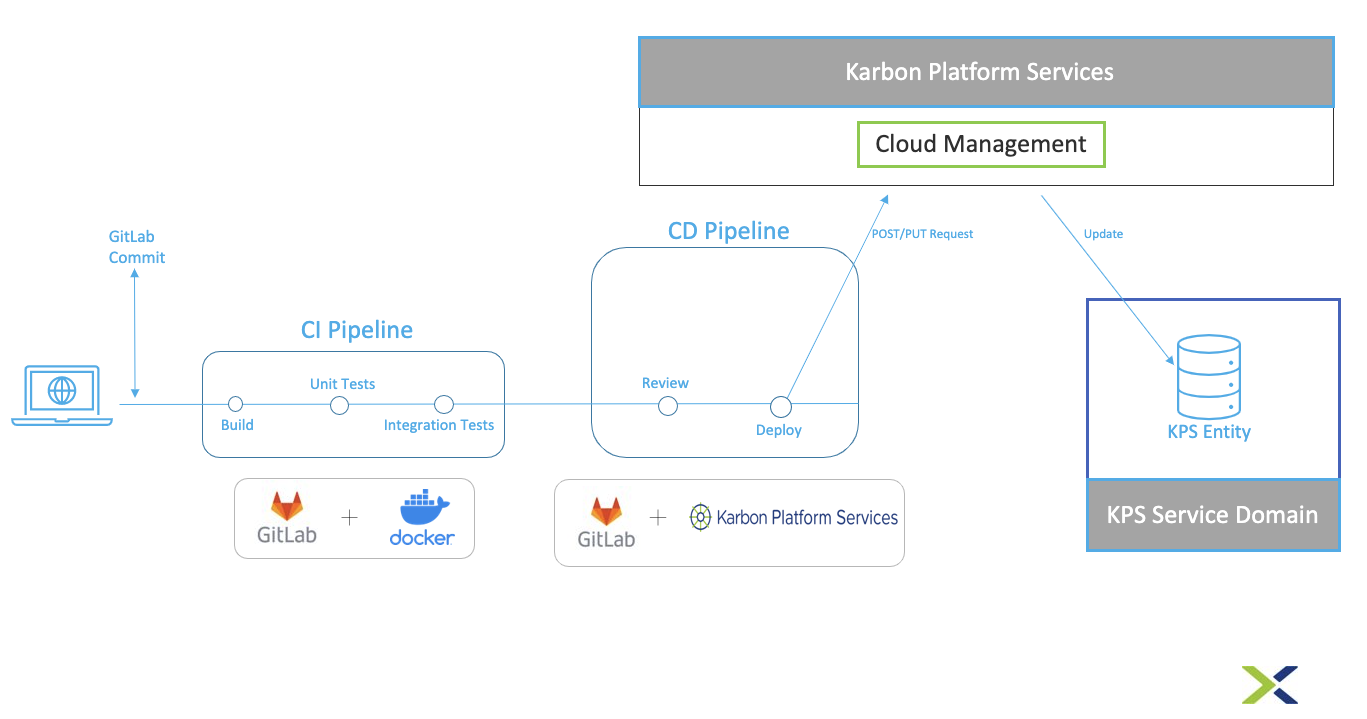 Karbon Platform Services
Cloud Management
GitLab
Commit
CD Pipeline
POST/PUT Request
Update
CI Pipeline
Unit Tests
Review
Build
Integration Tests
Deploy
KPS Entity
GitLab
+
docker
GitLab
+
Karbon Platform Services
KPS Service Domain